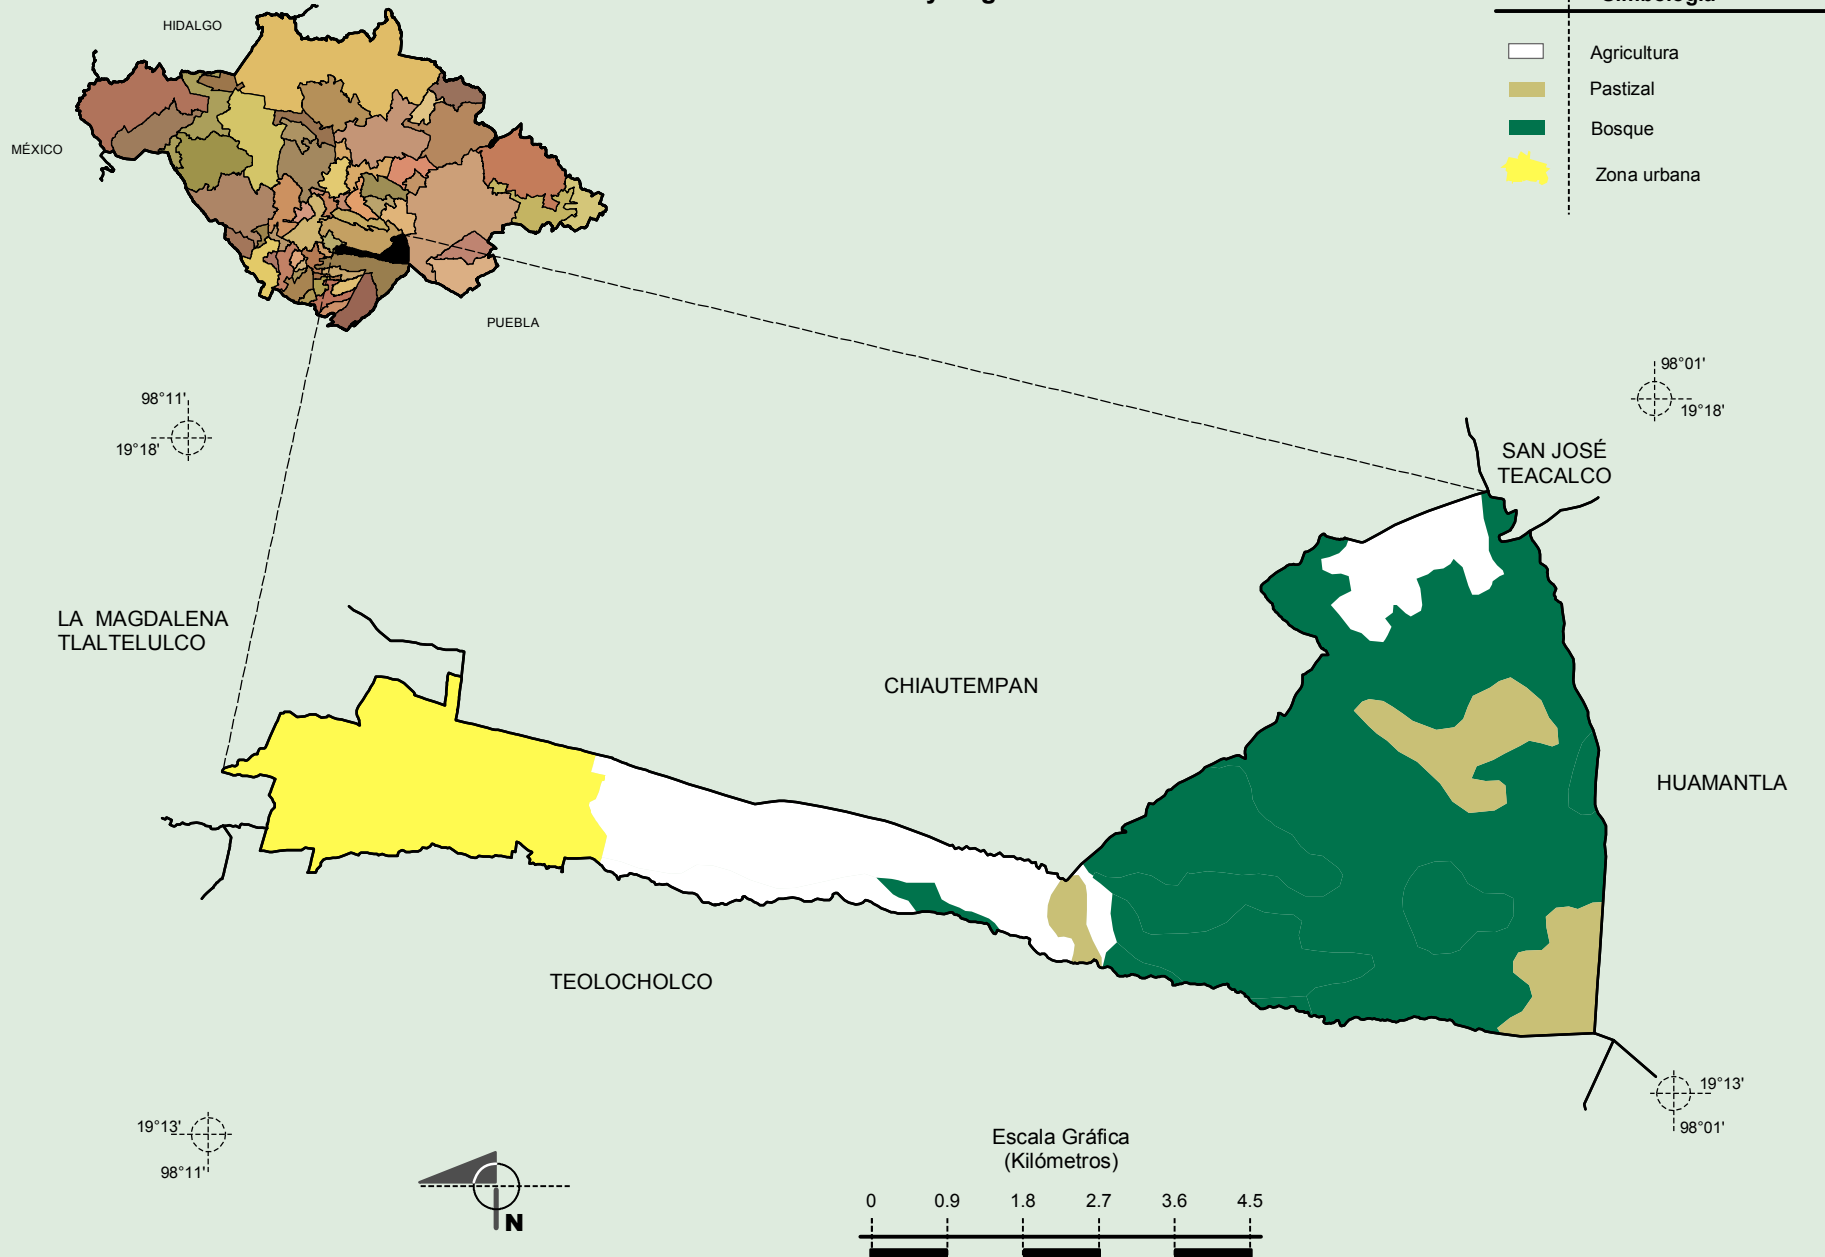 HIDALGO
MÉXICO
PUEBLA
Agricultura
Pastizal
Bosque
Zona urbana
98°11'
19°18'
98°01'
19°18'
SAN JOSÉ
TEACALCO
LA MAGDALENA
TLALTELULCO
CHIAUTEMPAN
HUAMANTLA
TEOLOCHOLCO
19°13'
98°11'
19°13'
98°01'
N
Escala Gráfica
(Kilómetros)
0 0.9 1.8 2.7 3.6 4.5